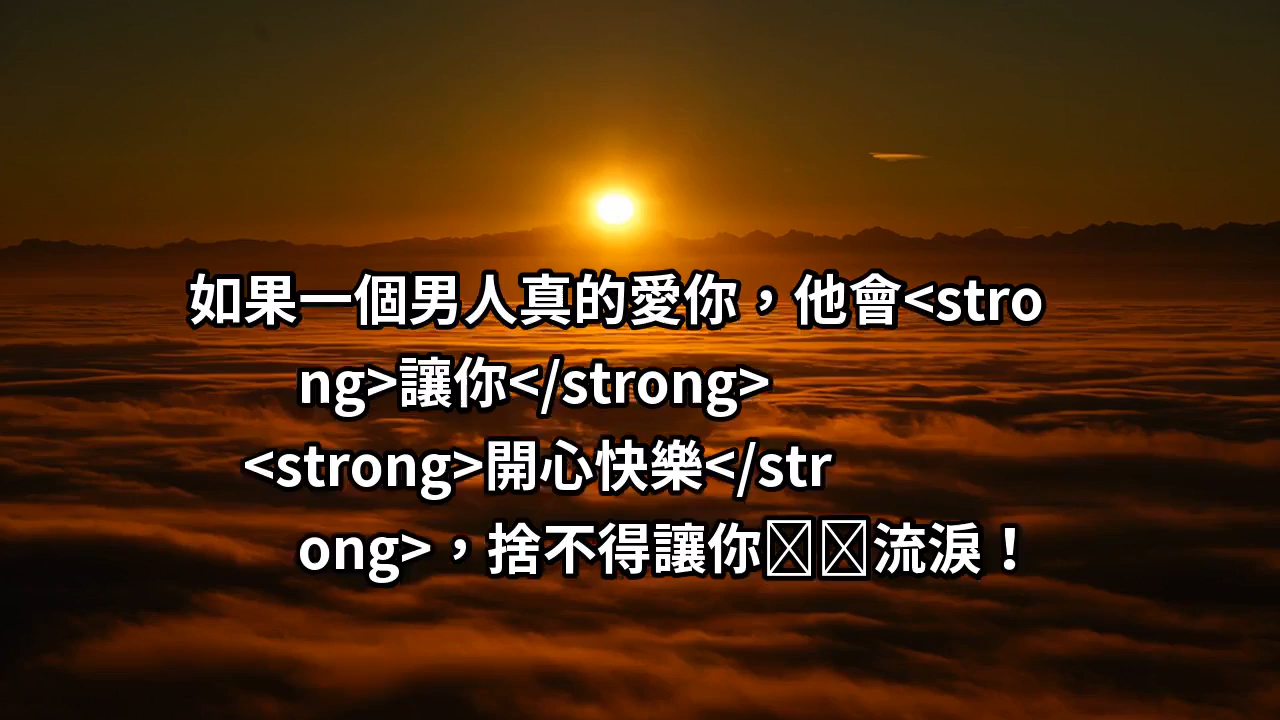 如果一個男人真的愛你，他會<stro
ng>讓你</strong>
<strong>開心快樂</str
ong>，捨不得讓你流淚！